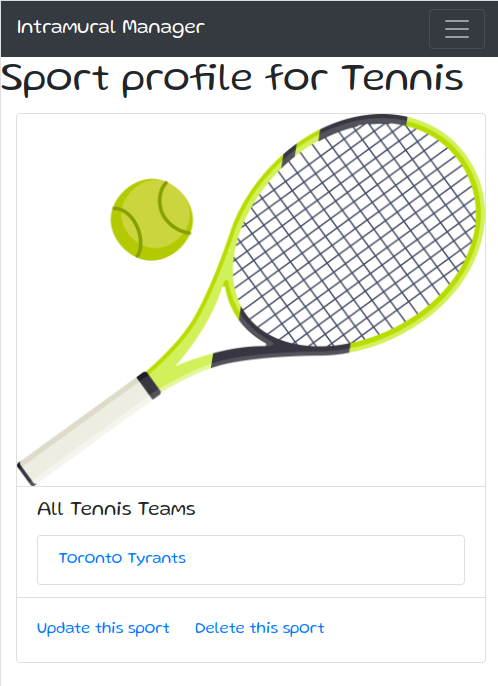 Intramural Manager
Sport profile for Tennis
All Tennis Teams
Toronto Tyrants
Update this sport Delete this sport